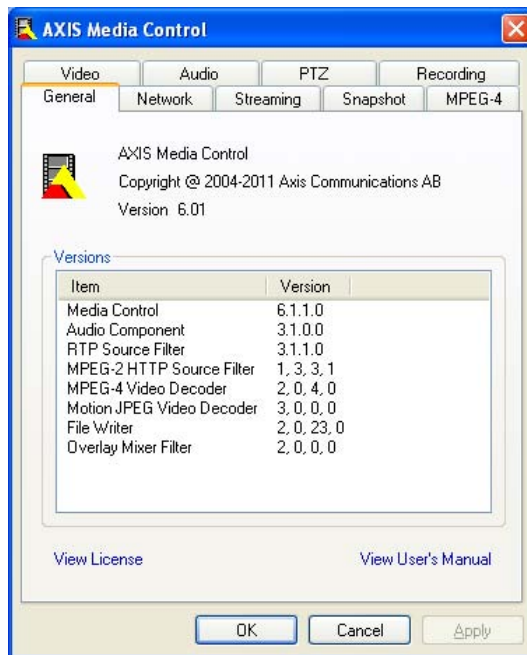 AXIS Media Control
Video Audio PTZ Recording
General Network Streaming Snapshot MPEG-4
AXIS Media Control
Copyright @ 2004-2011 Axis Communications AB
Version 6.01
Versions
Item Version
Media Control 6.1.1.0
Audio Component 3.1.0.0
RTP Source Filter 3.1.1.0
MPEG-2 HTTP Source Filter 1, 3, 3, 1
MPEG-4 Video Decoder 2, 0, 4, 0
Motion JPEG Video Decoder 3, 0, 0, 0
File Writer 2, 0, 23, 0
Overlay Mixer Filter 2, 0, 0, 0
View License View User's Manual
OK Cancel Apply